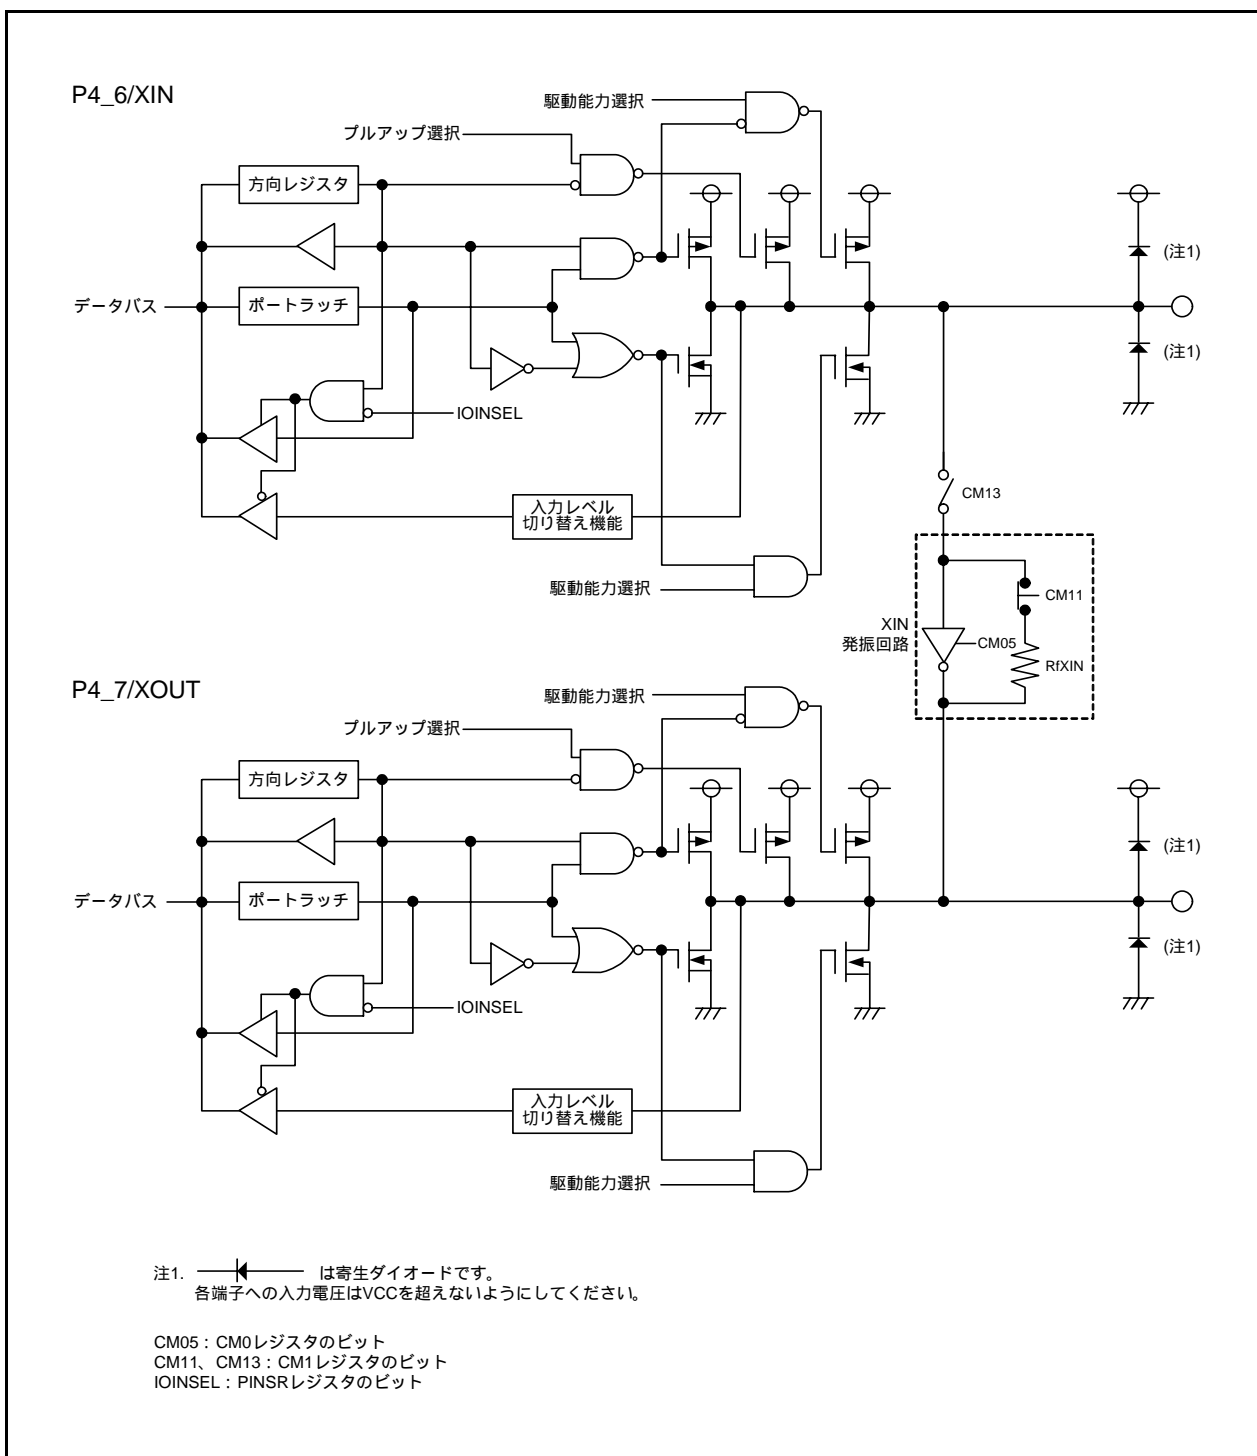 P4_6/XIN
駆動能力選択
プルアップ選択
方向レジスタ
(注1)
データバス
ポートラッチ
(注1)
IOINSEL
CM13
入力レベル
切り替え機能
駆動能力選択
CM11
XIN
発振回路
CM05
RfXIN
P4_7/XOUT
駆動能力選択
プルアップ選択
方向レジスタ
(注1)
データバス
ポートラッチ
(注1)
IOINSEL
入力レベル
切り替え機能
駆動能力選択
注1. は寄生ダイオードです。
各端子への入力電圧はVCCを超えないようにしてください。
CM05：CM0レジスタのビット
CM11、CM13：CM1レジスタのビット
IOINSEL：PINSRレジスタのビット